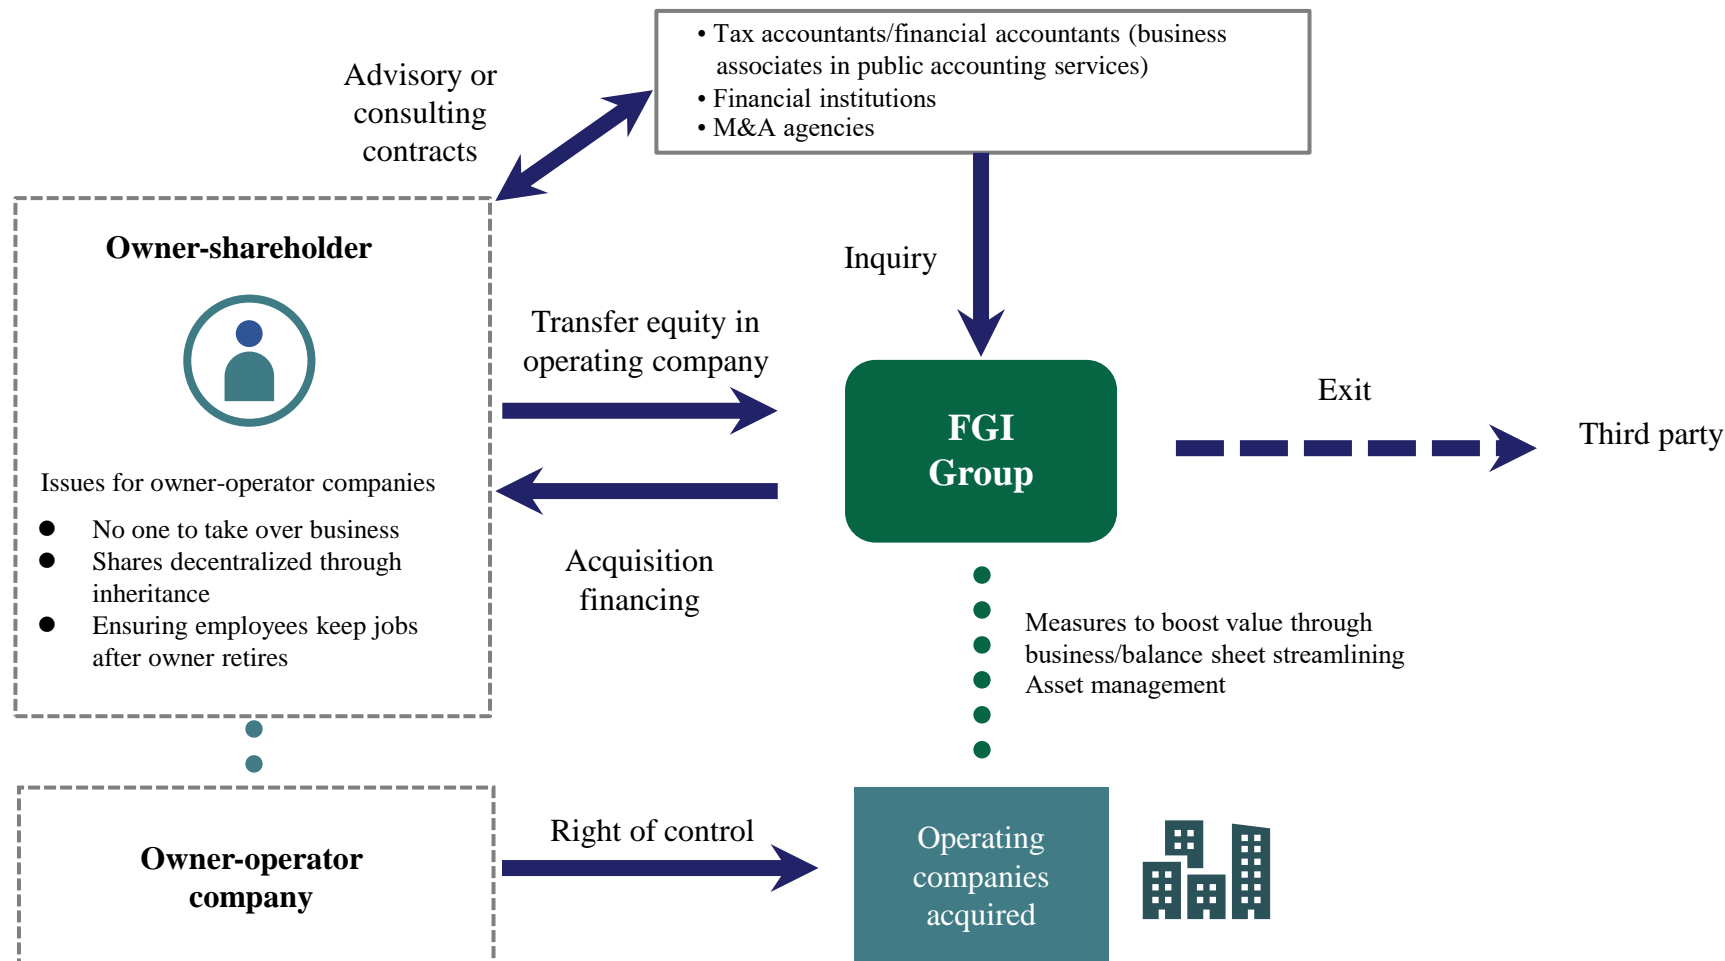 • Tax accountants/financial accountants (business
associates in public accounting services)
• Financial institutions
• M&A agencies
Advisory or
consulting
contracts
Owner-shareholder
Inquiry
Transfer equity in
operating company
FGI
Group
Exit
Third party
Issues for owner-operator companies
● No one to take over business
● Shares decentralized through
inheritance
● Ensuring employees keep jobs
after owner retires
Acquisition
financing
Measures to boost value through
business/balance sheet streamlining
Asset management
Owner-operator
company
Right of control
Operating
companies
acquired